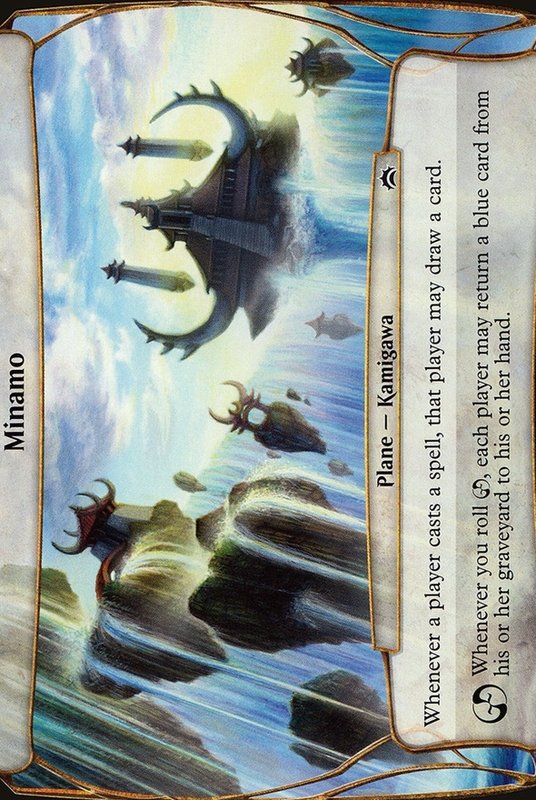 Minamo
Plane — Kamigawa
Whenever a player casts a spell, that player may draw a card.
Whenever you roll , each player may return a blue card from
his or her graveyard to his or her hand.